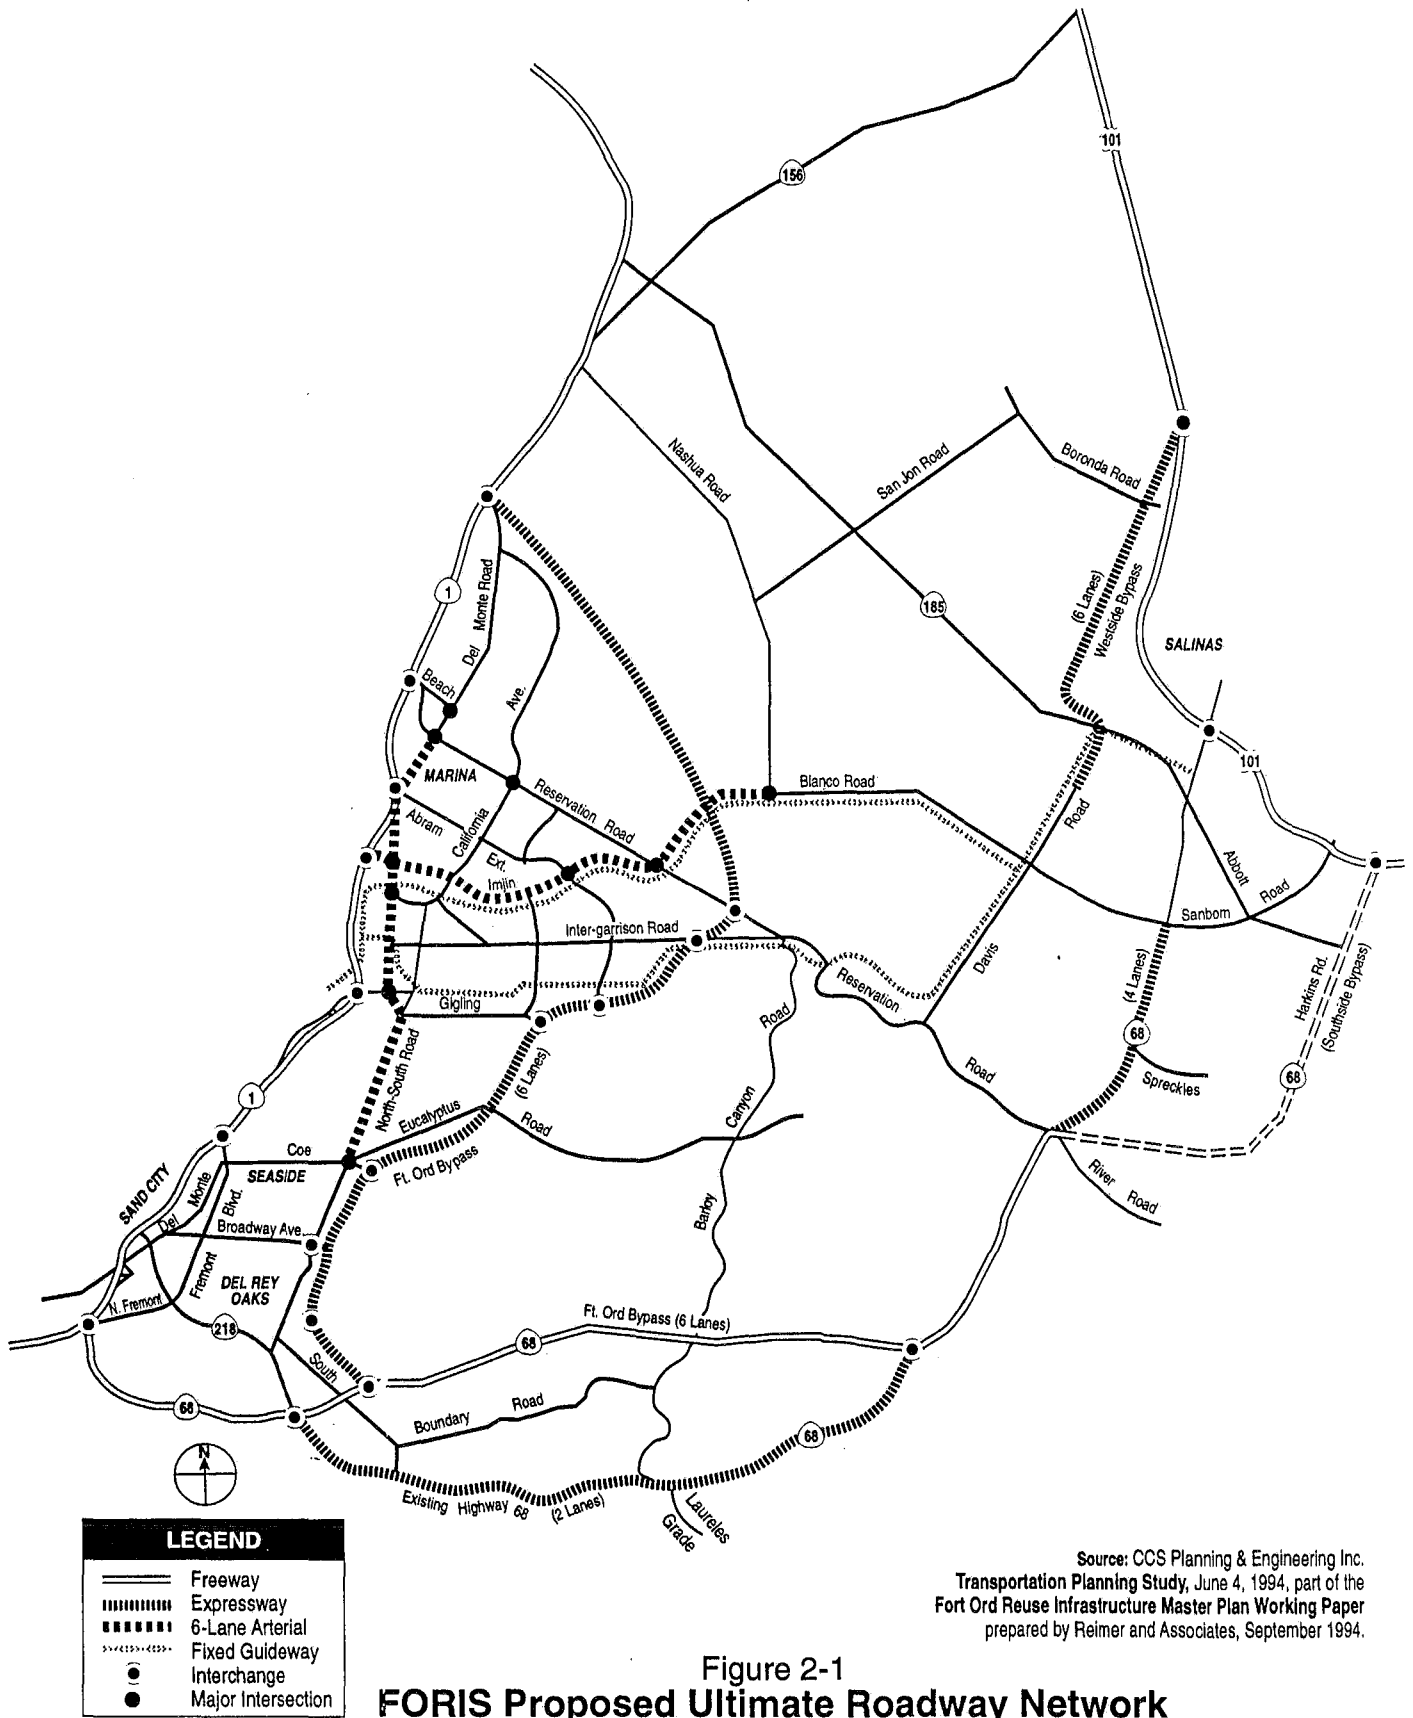 101
156
Nashua Road
San Jon Road
Boronda Road
(6 Lanes)
Westside Bypass
1
Del Monte Road
185
SALINAS
Beach
Ave.
MARINA
101
Blanco Road
Reservation Road
Abram
California
Ext.
Imjin
Road
Abbott
Sanborn
Road
Inter-garrison Road
Davis
(4 Lanes)
Harkins Rd.
(Southside Bypass)
Reservation
Gigling
Road
North-South Road
(6 Lanes)
68
Road
Spreckles
68
1
Eucalyptus
Road
Canyon
Coe
SEASIDE
Ft. Ord Bypass
SAND CITY
Del Monte
Blvd.
Broadway Ave.
River Road
Barloy
Fremont
DEL REY
OAKS
N. Fremont
218
Ft. Ord Bypass (6 Lanes)
68
South
68
Boundary Road
68
N
Existing Highway 68 (2 Lanes)
Laureles
Grade
LEGEND
Freeway
Expressway
6-Lane Arterial
Fixed Guideway
Interchange
Major Intersection
Source: CCS Planning & Engineering Inc.
Transportation Planning Study, June 4, 1994, part of the
Fort Ord Reuse Infrastructure Master Plan Working Paper
prepared by Reimer and Associates, September 1994.
Figure 2-1
FORIS Proposed Ultimate Roadway Network